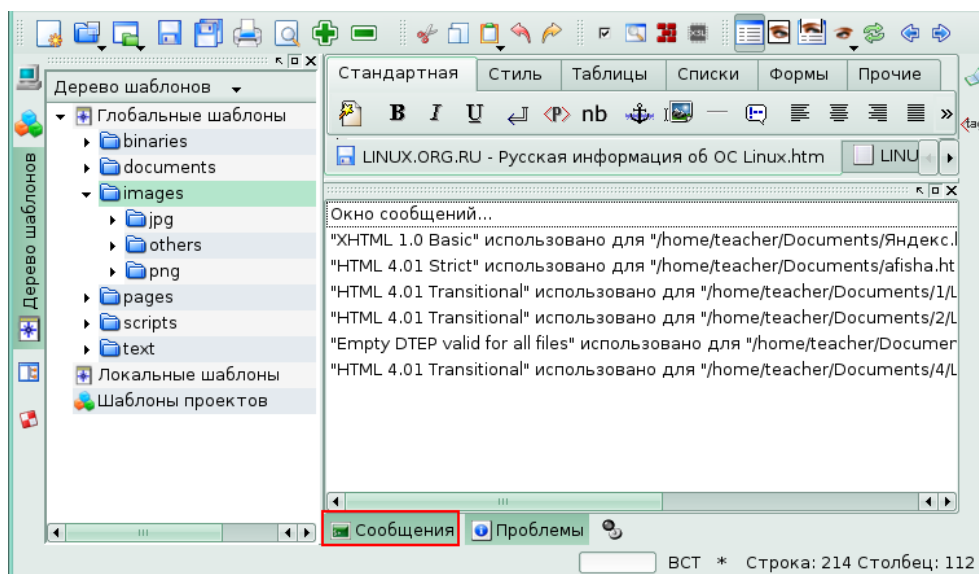 Дерево шаблонов
Дерево шаблонов
Глобальные шаблоны
binaries
documents
images
jpg
others
png
pages
scripts
text
Локальные шаблоны
Шаблоны проектов
Стандартная Стиль Таблицы Списки Формы Прочие
B I U <P> nb »
LINUX.ORG.RU - Русская информация об ОС Linux.htm LINU
Окно сообщений...
"XHTML 1.0 Basic" использовано для "/home/teacher/Documents/Яндекс.
"HTML 4.01 Strict" использовано для "/home/teacher/Documents/afisha.ht
"HTML 4.01 Transitional" использовано для "/home/teacher/Documents/1/L
"HTML 4.01 Transitional" использовано для "/home/teacher/Documents/2/L
"Empty DTEP valid for all files" использовано для "/home/teacher/Documer
"HTML 4.01 Transitional" использовано для "/home/teacher/Documents/4/L
Сообщения Проблемы
ВСТ * Строка: 214 Столбец: 112